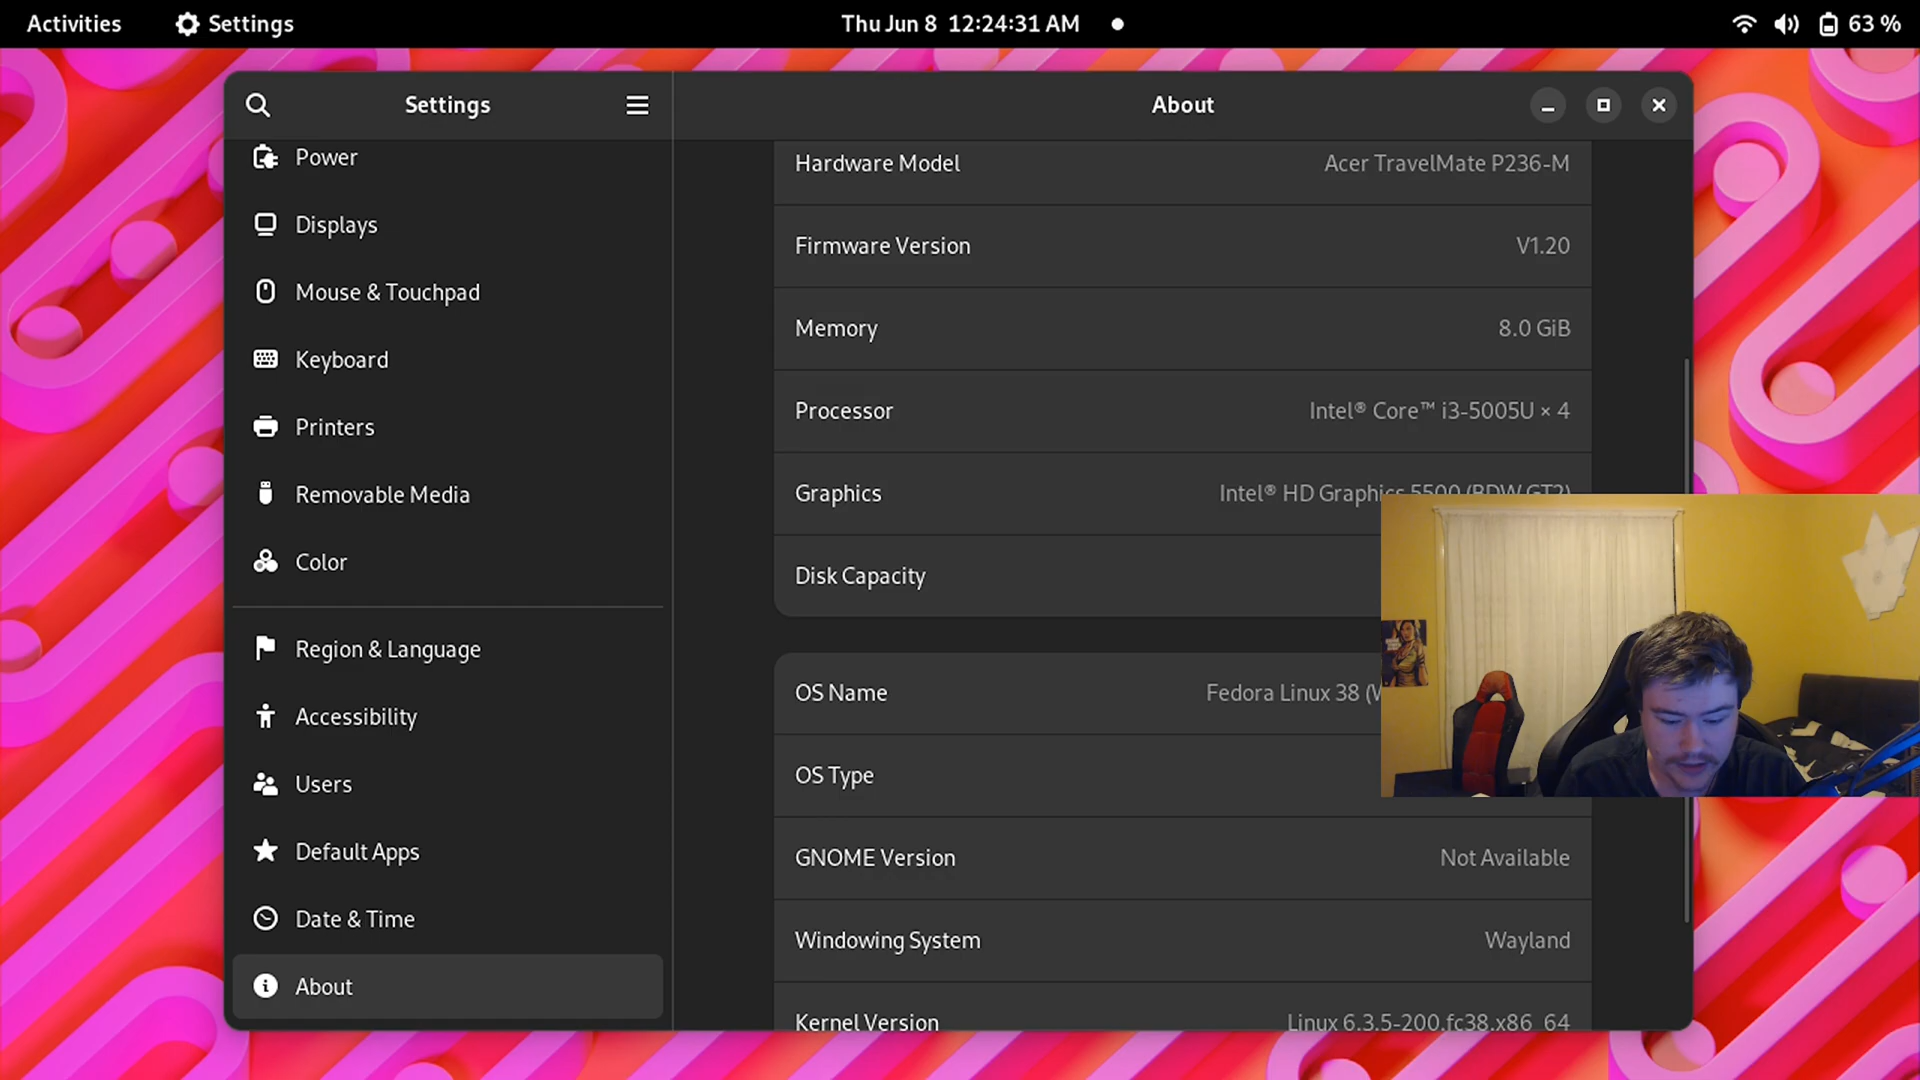 Activities
Settings
Thu Jun 8 12:24:31 AM
63 %
Settings
About
Power
Displays
Mouse & Touchpad
Keyboard
Printers
Removable Media
Color
Region & Language
Accessibility
Users
Default Apps
Date & Time
About
Hardware Model Acer TravelMate P236-M
Firmware Version V1.20
Memory 8.0 GiB
Processor Intel® Core™ i3-5005U × 4
Graphics Intel® HD Graphics 5500 (BDW GT2)
Disk Capacity
OS Name Fedora Linux 38
OS Type
GNOME Version Not Available
Windowing System Wayland
Kernel Version Linux 6.3.5-200.fc38.x86_64